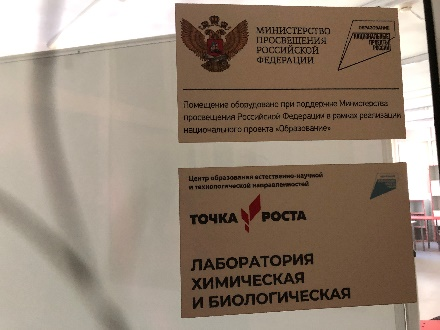 МИНИСТЕРСТВО
ПРОСВЕЩЕНИЯ
РОССИЙСКОЙ
ФЕДЕРАЦИИ
ОБРАЗОВАНИЕ
НАЦИОНАЛЬНЫЕ
ПРОЕКТЫ
РОССИИ
Помещение оборудовано при поддержке Министерства
просвещения Российской Федерации в рамках реализации
национального проекта «Образование»
Центр образования естественно-научной
и технологической направленностей
ТОЧКА РОСТА
ЛАБОРАТОРИЯ
ХИМИЧЕСКАЯ
И БИОЛОГИЧЕСКАЯ